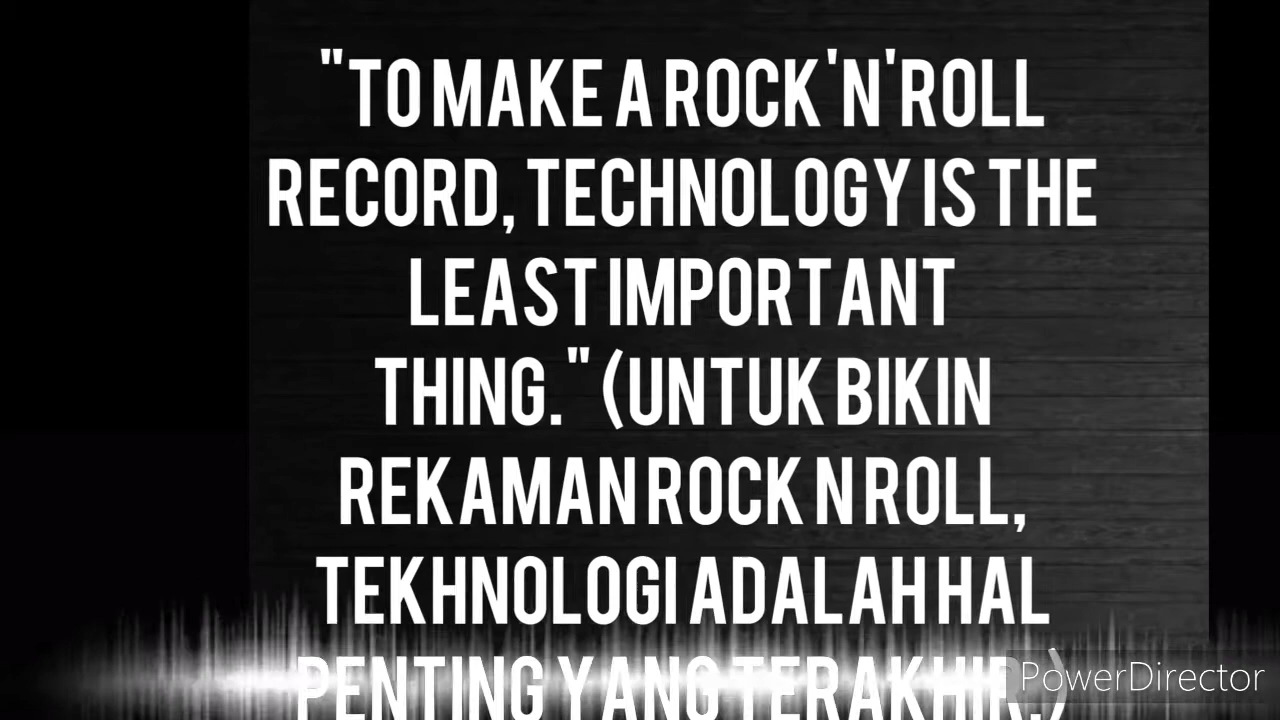 "TO MAKE A ROCK 'N' ROLL
RECORD, TECHNOLOGY IS THE
LEAST IMPORTANT
THING." (UNTUK BIKIN
REKAMAN ROCK N ROLL,
TEKHNOLOGI ADALAH HAL
PENTING YANG TERAKHIR.)
PowerDirector